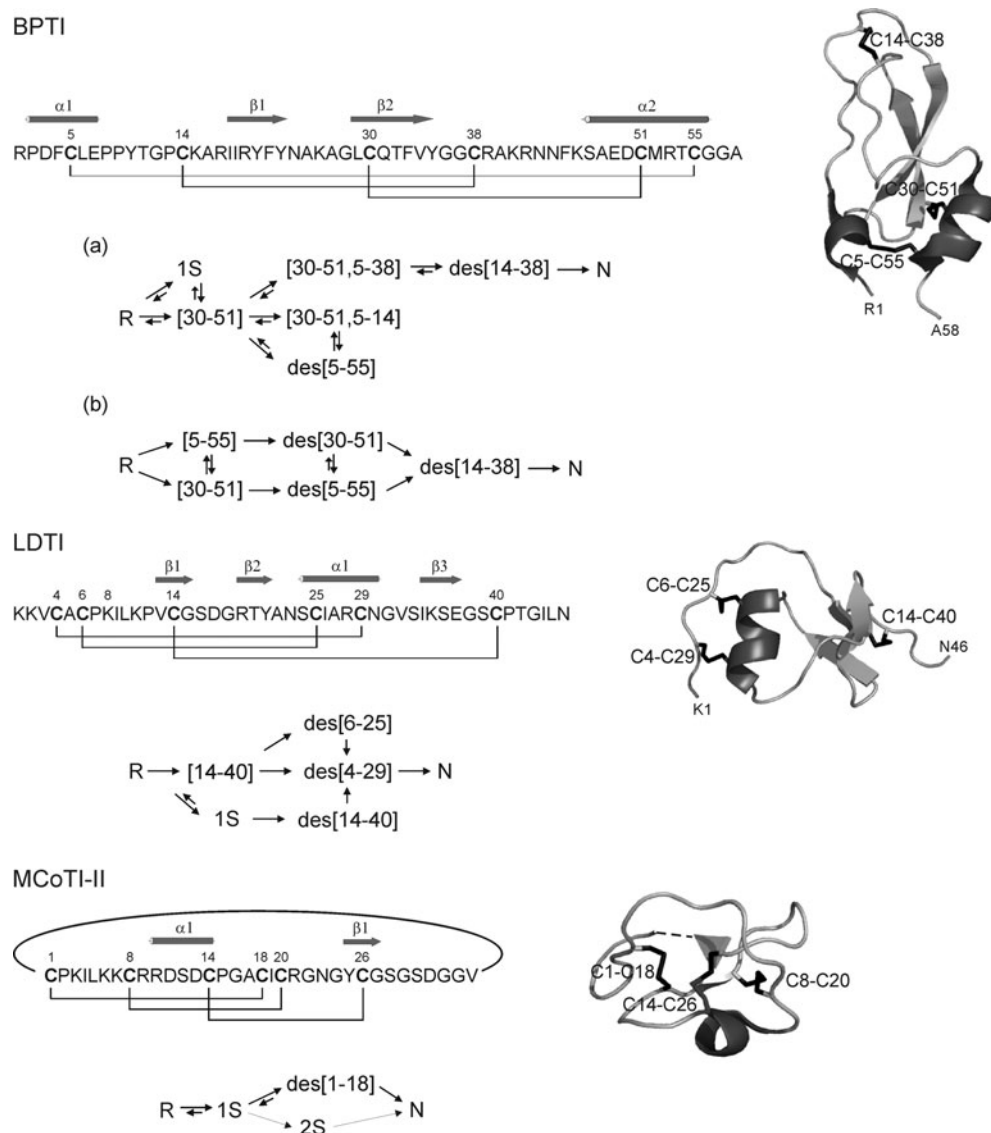 BPTI
C14-C38
α1 β1 β2 α2
5 14 30 38 51 55
RPDFCLEPPYTGPCKARIIRYFYNAKAGLCQTFVYGGCRAKRNNFKSAEDCMRTCGGA
C30-C51
C5-C55
R1
A58
(a)
1S [30-51,5-38] des[14-38] N
R [30-51] [30-51,5-14]
des[5-55]
(b)
[5-55] des[30-51]
R des[14-38] N
[30-51] des[5-55]
LDTI
β1 β2 α1 β3
4 6 8 14 25 29 40
KKVCACPKILKPVCGSDGRTYANSCIARCNGVSIKSEGSCPTGILN
C6-C25
C14-C40
C4-C29
N46
K1
des[6-25]
R [14-40] des[4-29] N
1S des[14-40]
MCoTI-II
α1 β1
1 8 14 18 20 26
CPKILKKCRRDSDCPGACICRGNGYCGSGSDGGV
C1-C18
C8-C20
C14-C26
des[1-18]
R 1S N
2S